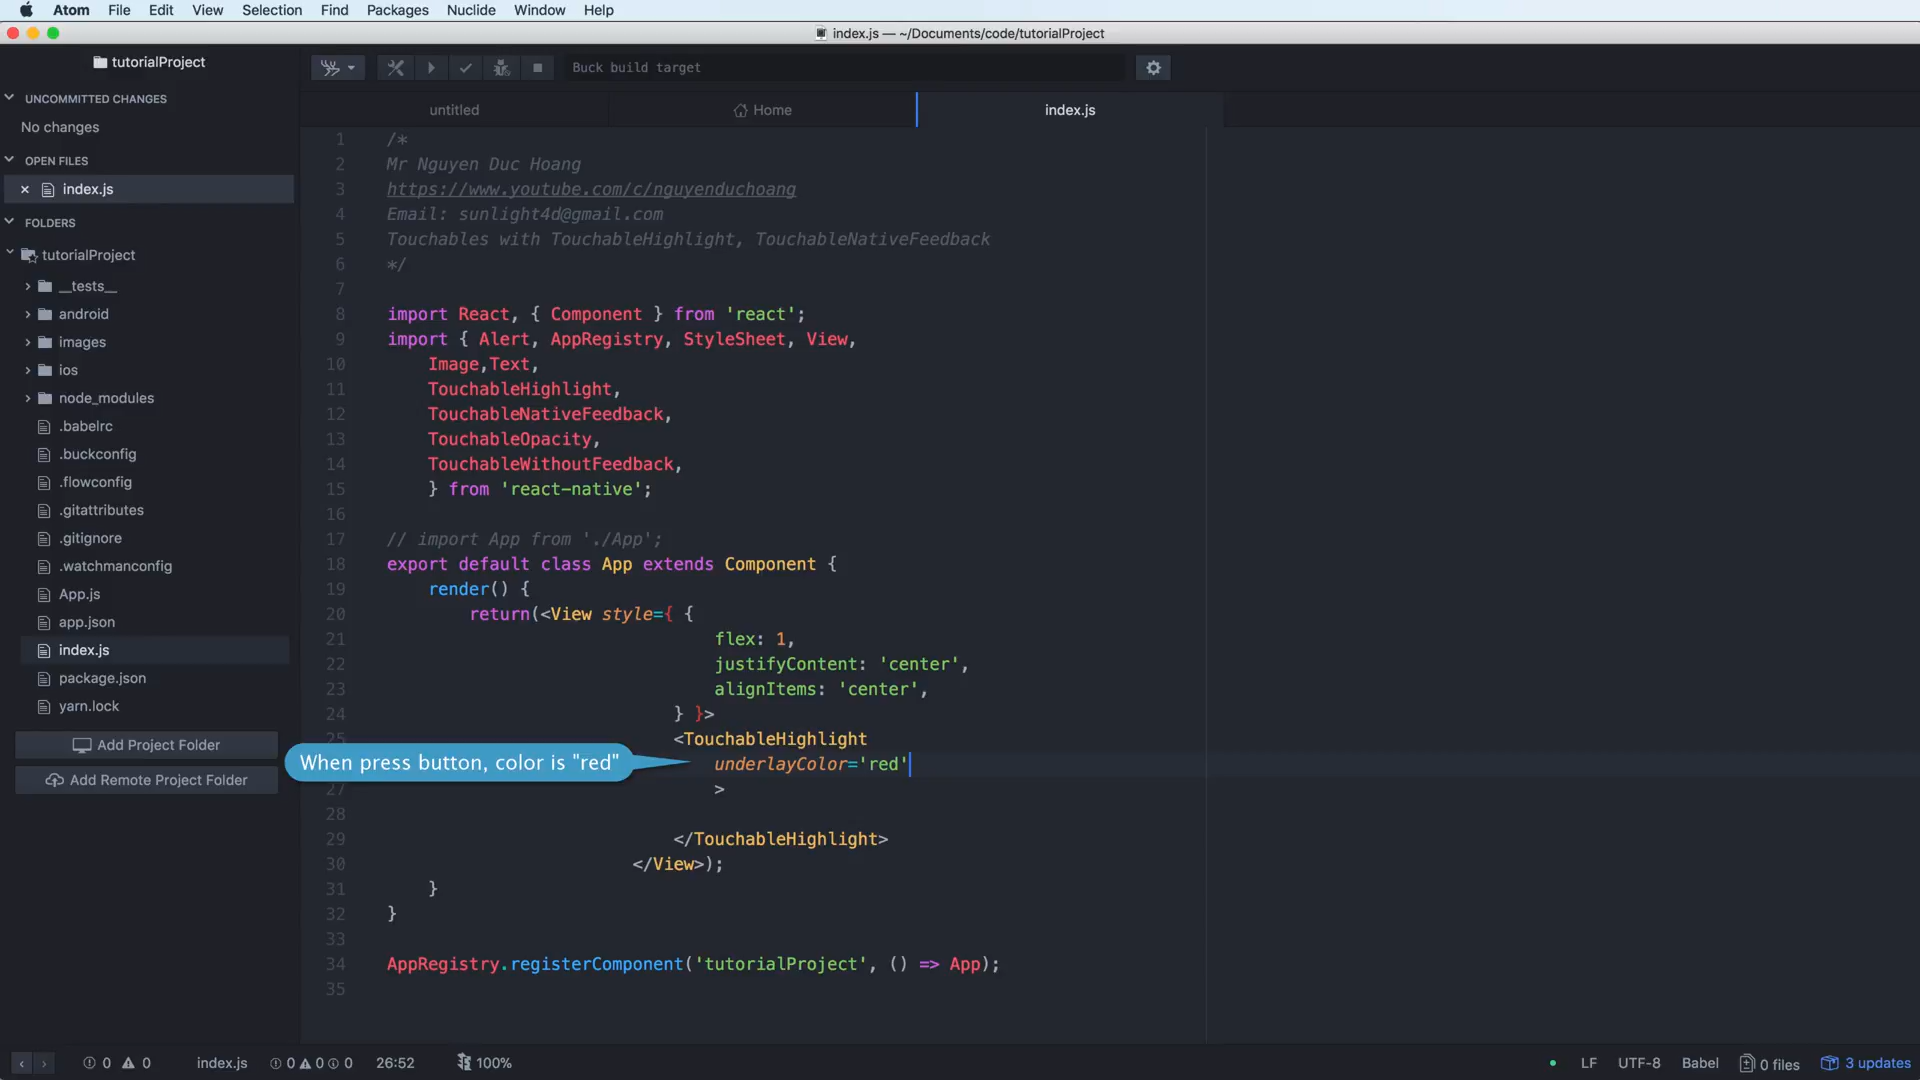 Atom File Edit View Selection Find Packages Nuclide Window Help
index.js — ~/Documents/code/tutorialProject
tutorialProject
Buck build target
UNCOMMITTED CHANGES
No changes
OPEN FILES
index.js
FOLDERS
tutorialProject
__tests__
android
images
ios
node_modules
.babelrc
.buckconfig
.flowconfig
.gitattributes
.gitignore
.watchmanconfig
App.js
app.json
index.js
package.json
yarn.lock
Add Project Folder
Add Remote Project Folder
untitled Home index.js
1 /*
2 Mr Nguyen Duc Hoang
3 https://www.youtube.com/c/nguyenduchoang
4 Email: sunlight4d@gmail.com
5 Touchables with TouchableHighlight, TouchableNativeFeedback
6 */
7
8 import React, { Component } from 'react';
9 import { Alert, AppRegistry, StyleSheet, View,
10 Image,Text,
11 TouchableHighlight,
12 TouchableNativeFeedback,
13 TouchableOpacity,
14 TouchableWithoutFeedback,
15 } from 'react-native';
16
17 // import App from './App';
18 export default class App extends Component {
19 render() {
20 return(<View style={ {
21 flex: 1,
22 justifyContent: 'center',
23 alignItems: 'center',
24 } }>
25 <TouchableHighlight
When press button, color is "red"
underlayColor='red'
27 >
28
29 </TouchableHighlight>
30 </View>);
31 }
32 }
33
34 AppRegistry.registerComponent('tutorialProject', () => App);
35
0 0 index.js 0 0 0 26:52 100% LF UTF-8 Babel 0 files 3 updates